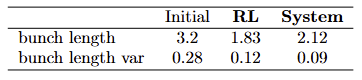 Initial RL System
bunch length 3.2 1.83 2.12
bunch length var 0.28 0.12 0.09